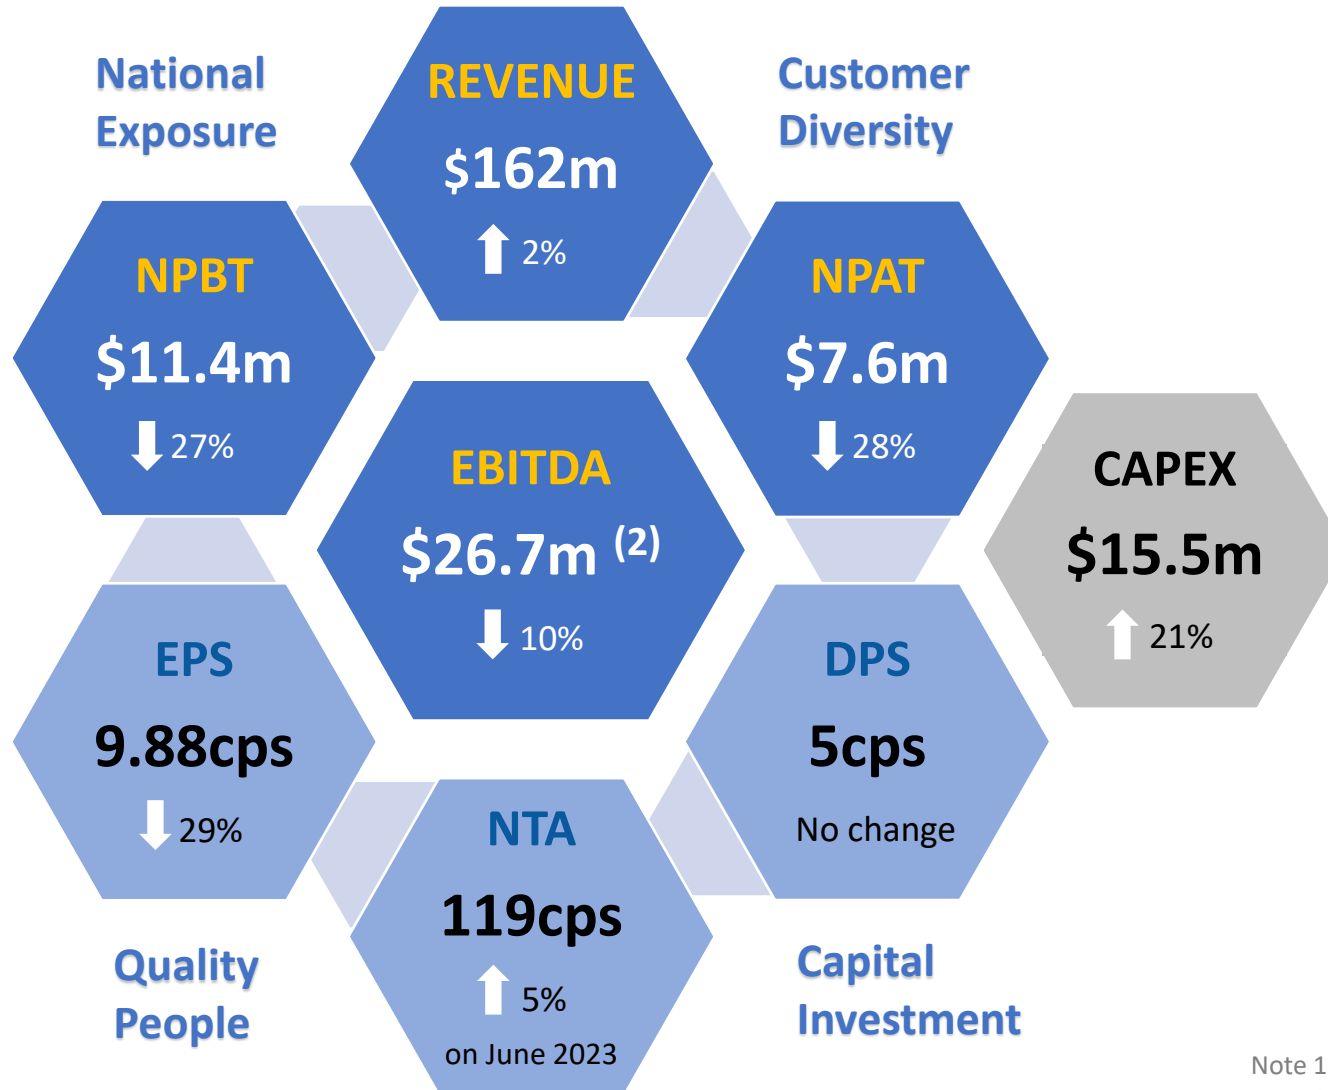 National
Exposure
REVENUE
$162m
2%
Customer
Diversity
NPBT
$11.4m
27%
NPAT
$7.6m
28%
EBITDA
$26.7m (2)
10%
CAPEX
$15.5m
21%
EPS
9.88cps
29%
DPS
5cps
No change
NTA
119cps
5%
on June 2023
Quality
People
Capital
Investment
Note 1